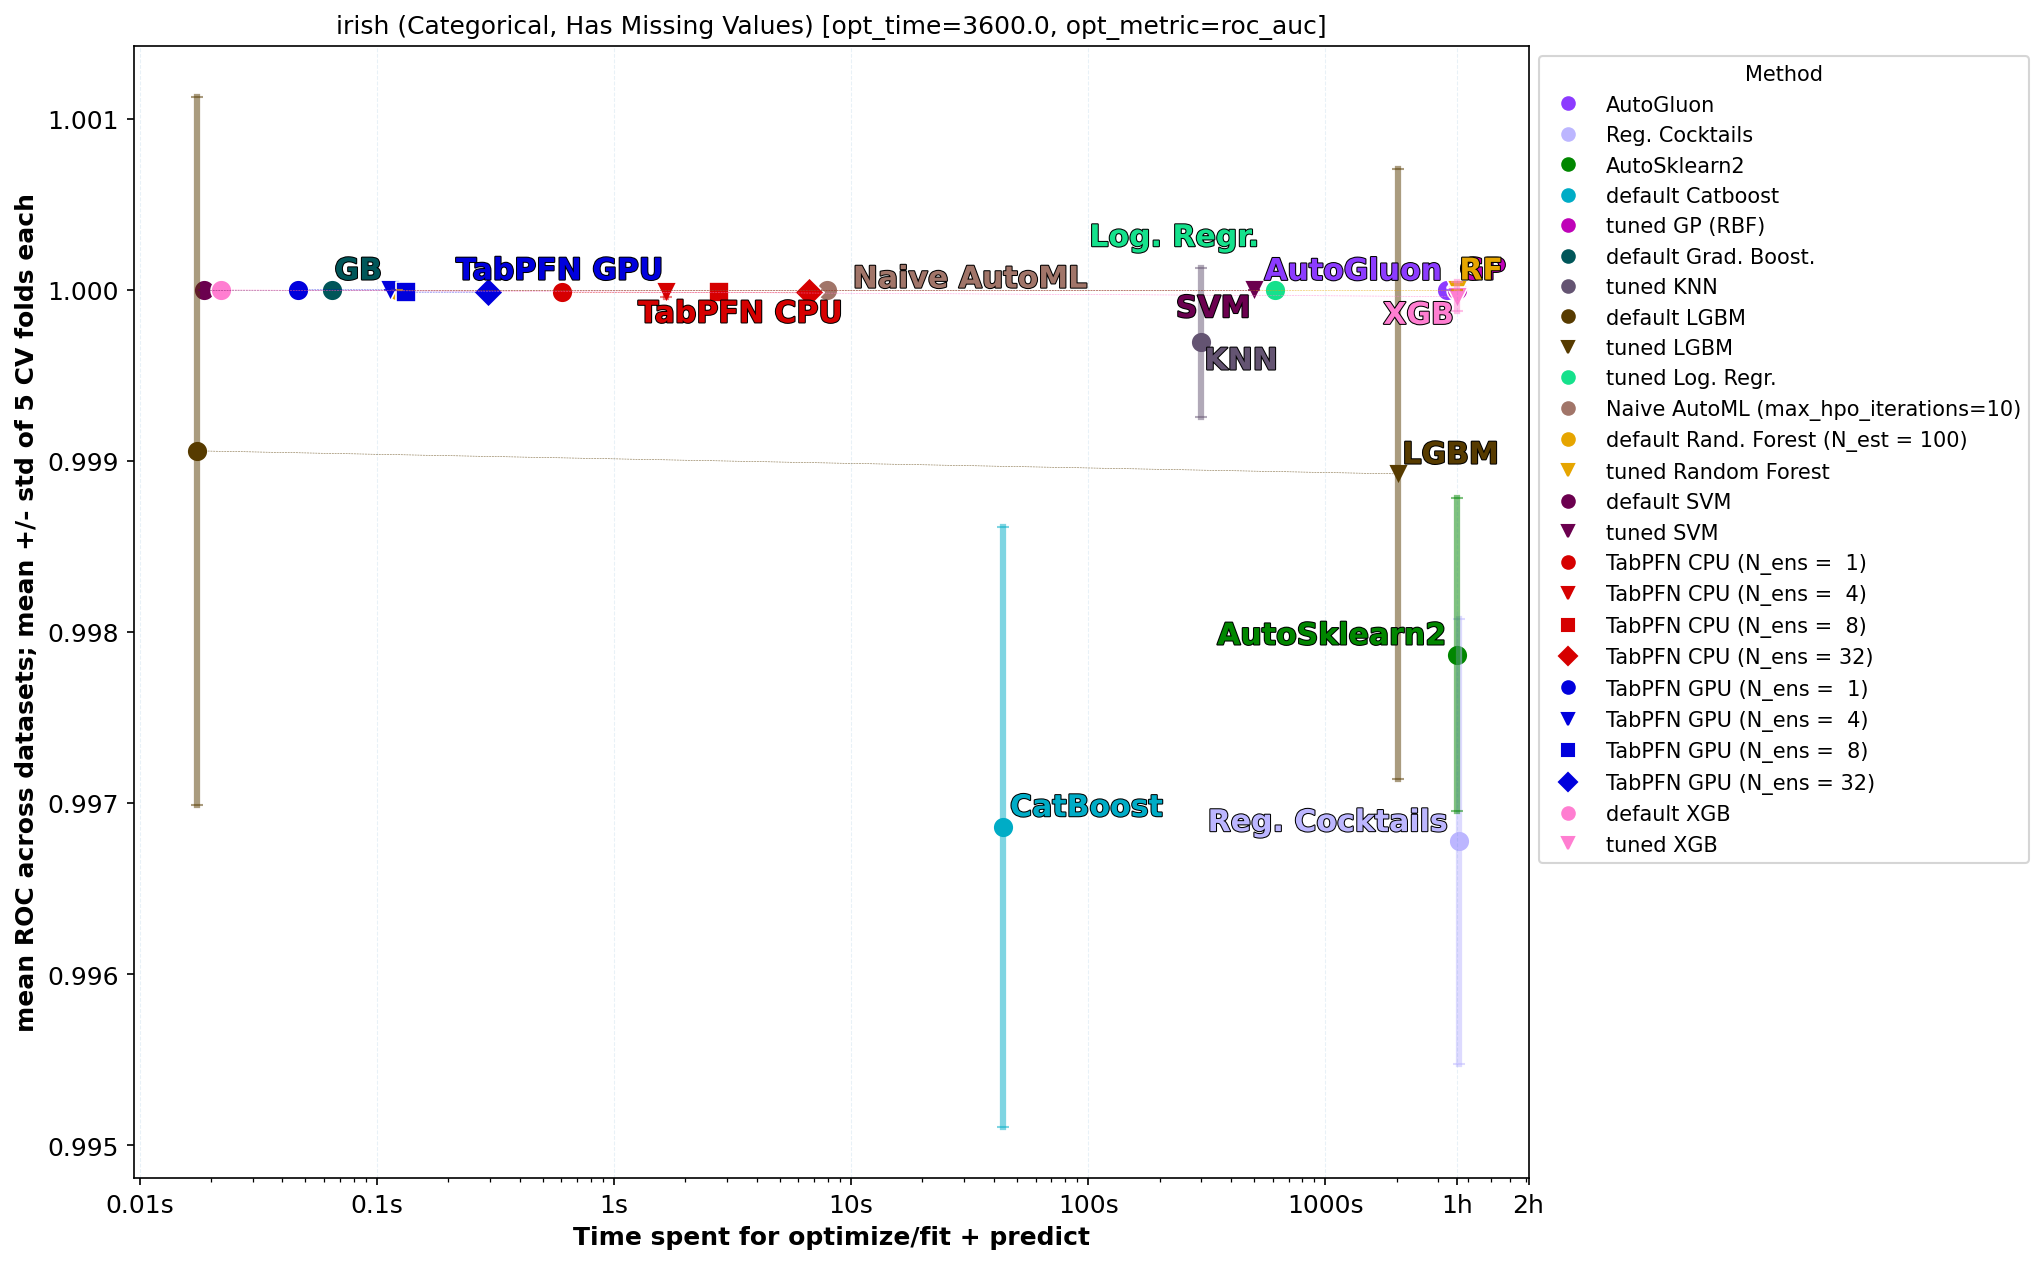 irish (Categorical, Has Missing Values) [opt_time=3600.0, opt_metric=roc_auc]
mean ROC across datasets; mean +/- std of 5 CV folds each
1.001
1.000
0.999
0.998
0.997
0.996
0.995
GB
TabPFN GPU
TabPFN CPU
Naive AutoML
Log. Regr.
AutoGluon
RF
SVM
XGB
KNN
LGBM
AutoSklearn2
CatBoost
Reg. Cocktails
0.01s
0.1s
1s
10s
100s
1000s
1h
2h
Time spent for optimize/fit + predict
Method
AutoGluon
Reg. Cocktails
AutoSklearn2
default Catboost
tuned GP (RBF)
default Grad. Boost.
tuned KNN
default LGBM
tuned LGBM
tuned Log. Regr.
Naive AutoML (max_hpo_iterations=10)
default Rand. Forest (N_est = 100)
tuned Random Forest
default SVM
tuned SVM
TabPFN CPU (N_ens =  1)
TabPFN CPU (N_ens =  4)
TabPFN CPU (N_ens =  8)
TabPFN CPU (N_ens = 32)
TabPFN GPU (N_ens =  1)
TabPFN GPU (N_ens =  4)
TabPFN GPU (N_ens =  8)
TabPFN GPU (N_ens = 32)
default XGB
tuned XGB